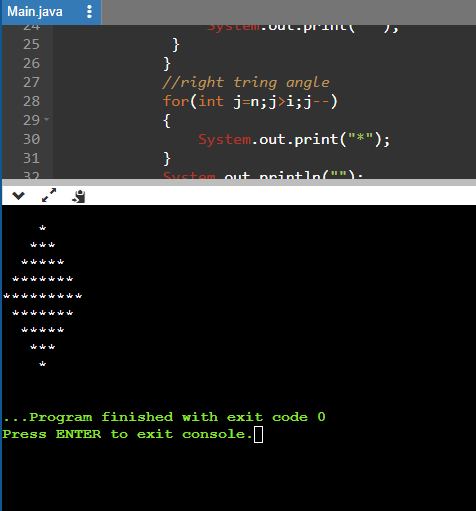 Main.java
24 System.out.print(" ");
25 }
26 }
27 //right tring angle
28 for(int j=n;j>i;j--)
29 {
30 System.out.print("*");
31 }
32 System.out.println("");
*
***
*****
*******
*********
*******
*****
***
*
...Program finished with exit code 0
Press ENTER to exit console.